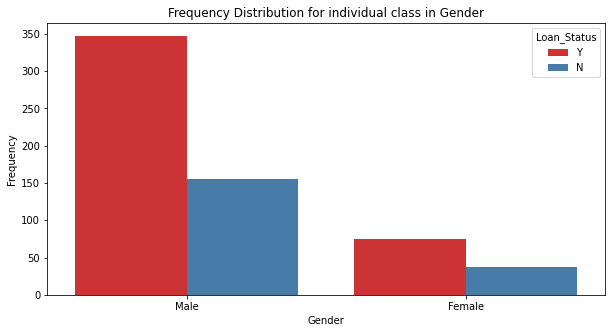 Frequency Distribution for individual class in Gender
Loan_Status
Y
N
350
300
250
200
150
100
50
0
Frequency
Male
Female
Gender